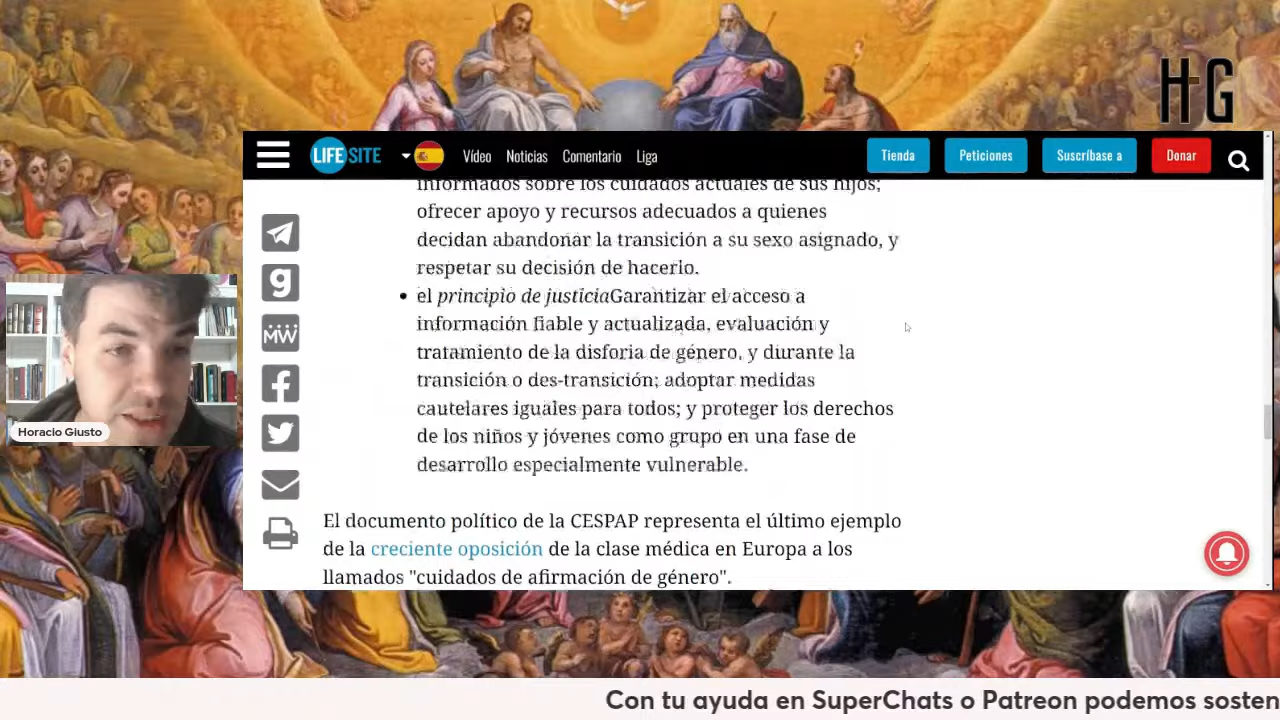 H-G
LIFE SITE
Vídeo Noticias Comentario Liga
Tienda Peticiones Suscríbase a Donar
informados sobre los cuidados actuales de sus hijos;
ofrecer apoyo y recursos adecuados a quienes
decidan abandonar la transición a su sexo asignado, y
respetar su decisión de hacerlo.
el principio de justiciaGarantizar el acceso a
información fiable y actualizada, evaluación y
tratamiento de la disforia de género, y durante la
transición o des-transición; adoptar medidas
cautelares iguales para todos; y proteger los derechos
de los niños y jóvenes como grupo en una fase de
desarrollo especialmente vulnerable.
El documento político de la CESPAP representa el último ejemplo
de la creciente oposición de la clase médica en Europa a los
llamados "cuidados de afirmación de género".
g
MW
Horacio Giusto
Con tu ayuda en SuperChats o Patreon podemos sosten